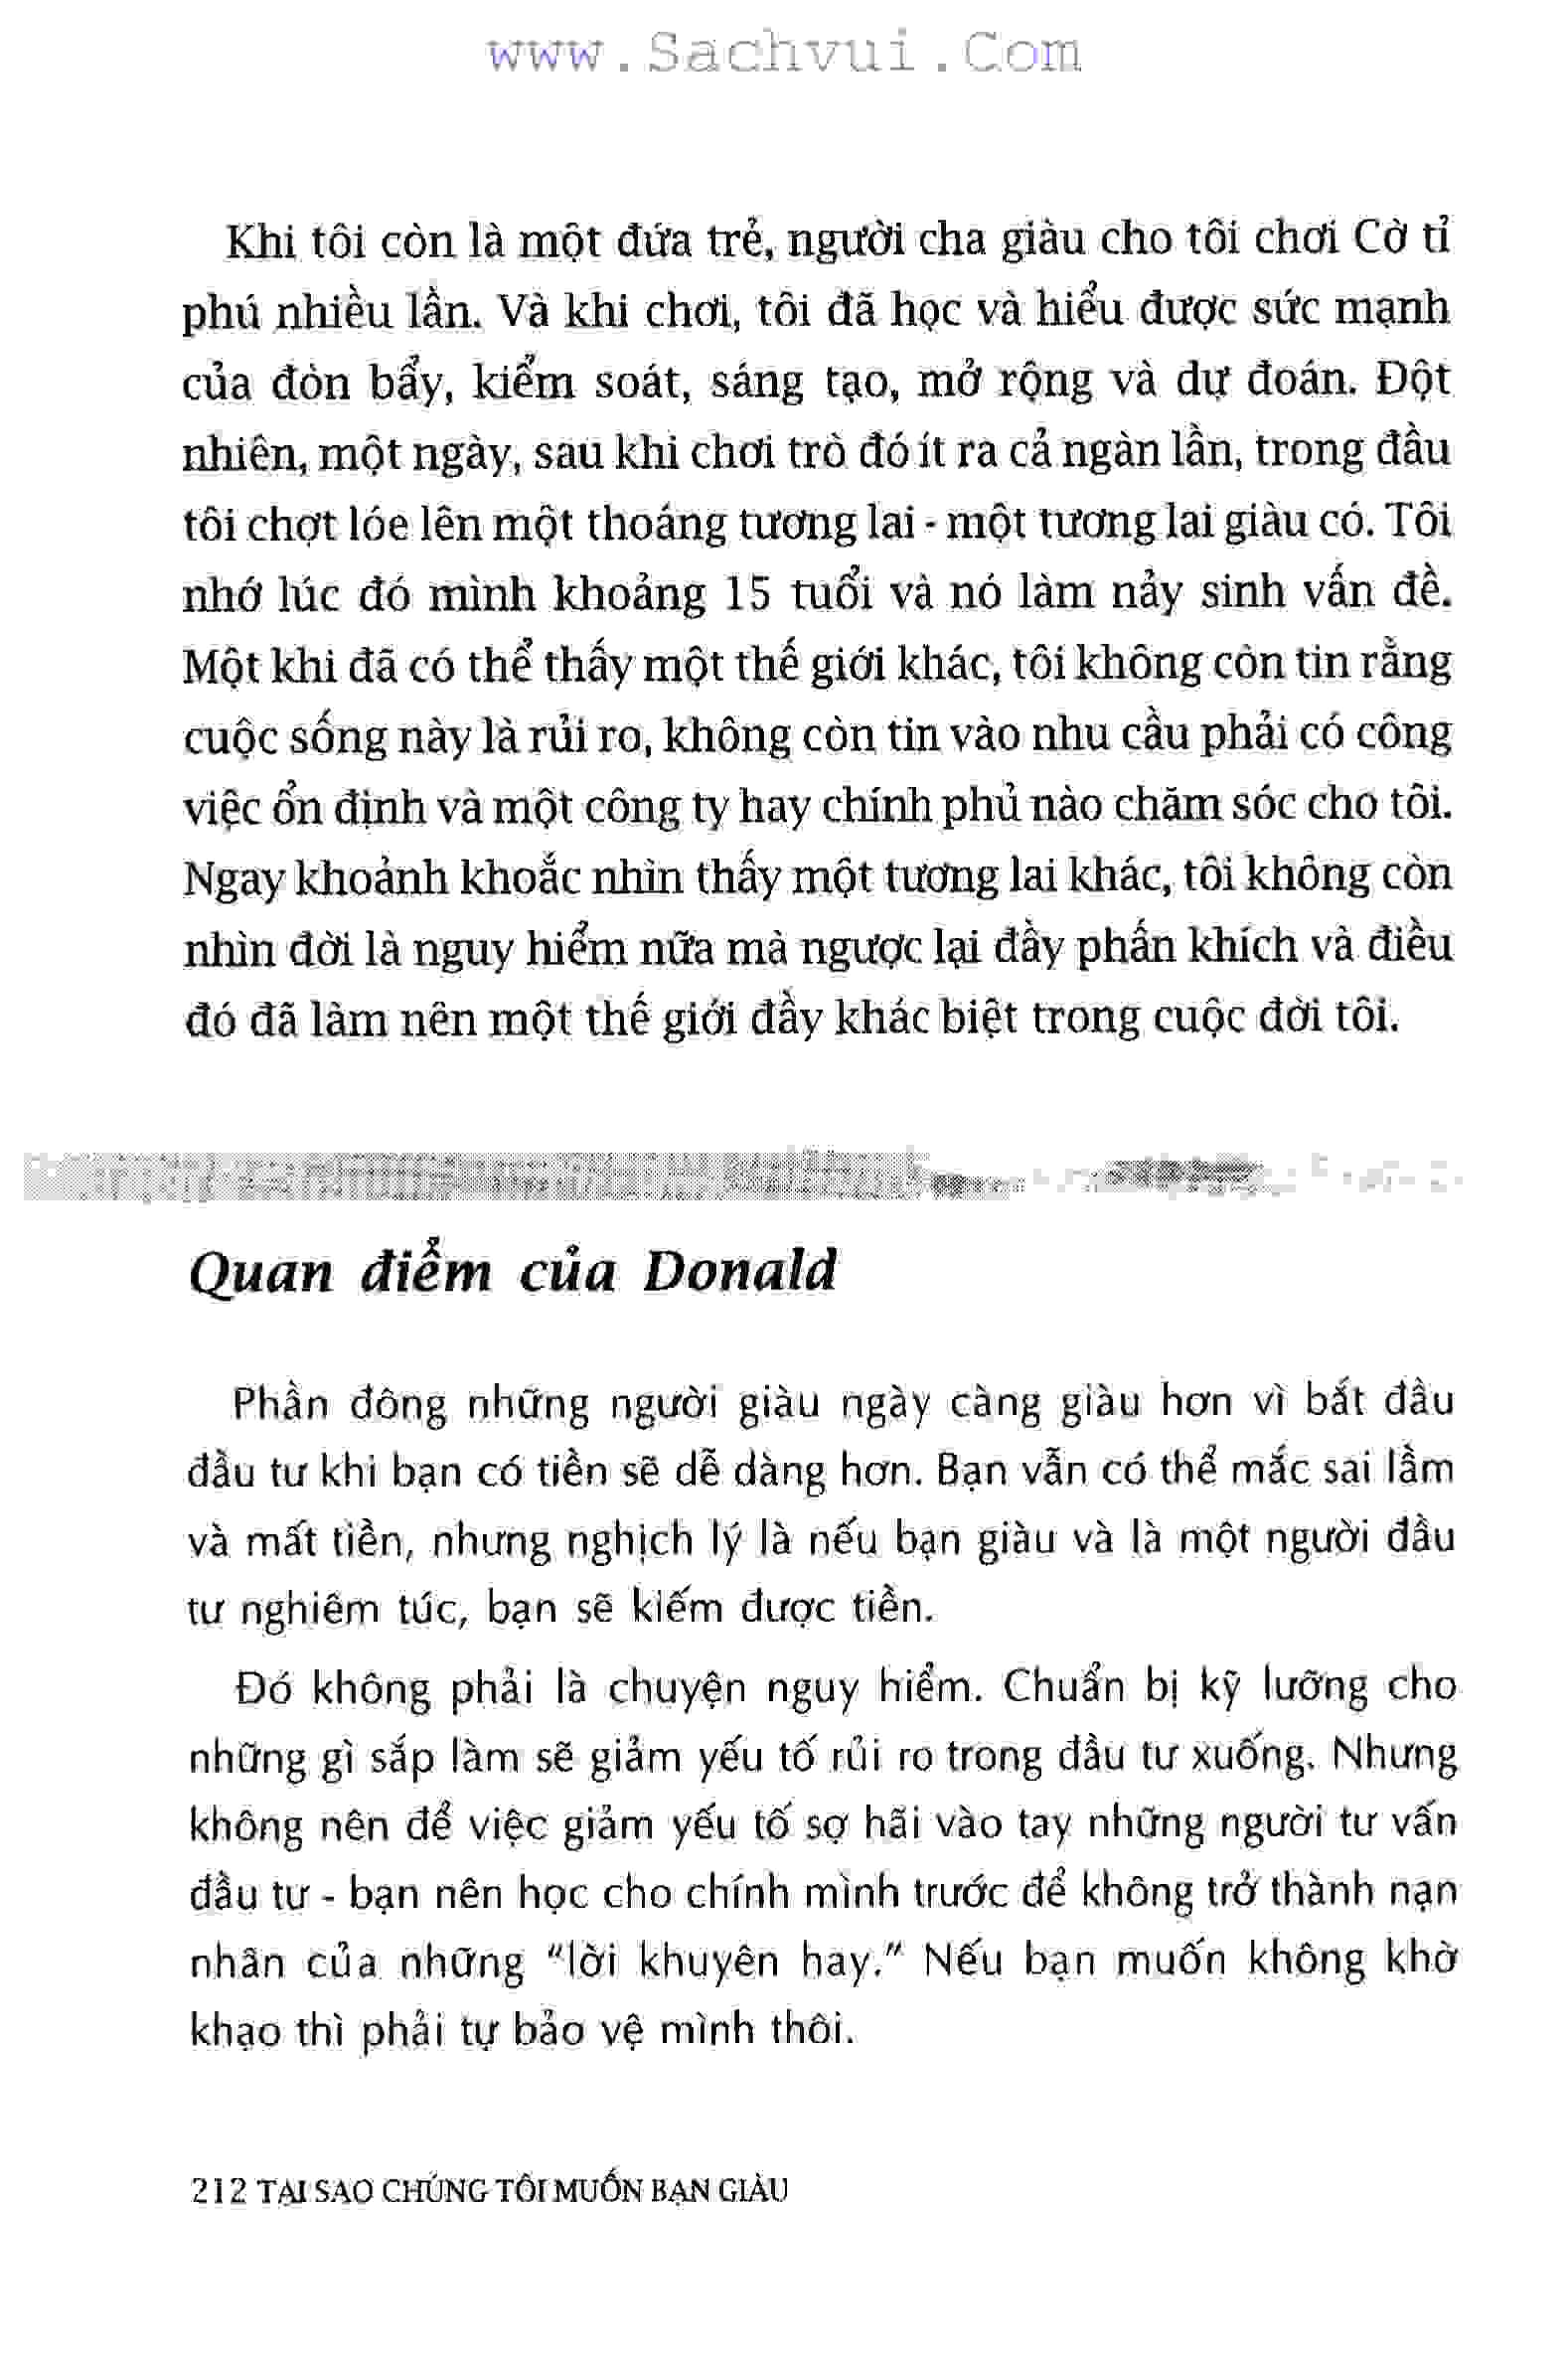 www.Sachvui.Com
Khi tôi còn là một đứa trẻ, người cha giàu cho tôi chơi Cờ tỉ
phú nhiều lần. Và khi chơi, tôi đã học và hiểu được sức mạnh
của đòn bẩy, kiểm soát, sáng tạo, mở rộng và dự đoán. Đột
nhiên, một ngày, sau khi chơi trò đó ít ra cả ngàn lần, trong đầu
tôi chợt lóe lên một thoáng tương lai - một tương lai giàu có. Tôi
nhớ lúc đó mình khoảng 15 tuổi và nó làm nảy sinh vấn đề.
Một khi đã có thể thấy một thế giới khác, tôi không còn tin rằng
cuộc sống này là rủi ro, không còn tin vào nhu cầu phải có công
việc ổn định và một công ty hay chính phủ nào chăm sóc cho tôi.
Ngay khoảnh khoắc nhìn thấy một tương lai khác, tôi không còn
nhìn đời là nguy hiểm nữa mà ngược lại đầy phấn khích và điều
đó đã làm nên một thế giới đầy khác biệt trong cuộc đời tôi.
Quan điểm của Donald
Phần đông những người giàu ngày càng giàu hơn vì bắt đầu
đầu tư khi bạn có tiền sẽ dễ dàng hơn. Bạn vẫn có thể mắc sai lầm
và mất tiền, nhưng nghịch lý là nếu bạn giàu và là một người đầu
tư nghiêm túc, bạn sẽ kiếm được tiền.
Đó không phải là chuyện nguy hiểm. Chuẩn bị kỹ lưỡng cho
những gì sắp làm sẽ giảm yếu tố rủi ro trong đầu tư xuống. Nhưng
không nên để việc giảm yếu tố sợ hãi vào tay những người tư vấn
đầu tư - bạn nên học cho chính mình trước để không trở thành nạn
nhân của những “lời khuyên hay.” Nếu bạn muốn không khờ
khạo thì phải tự bảo vệ mình thôi.
212 TẠI SAO CHÚNG TÔI MUỐN BẠN GIÀU